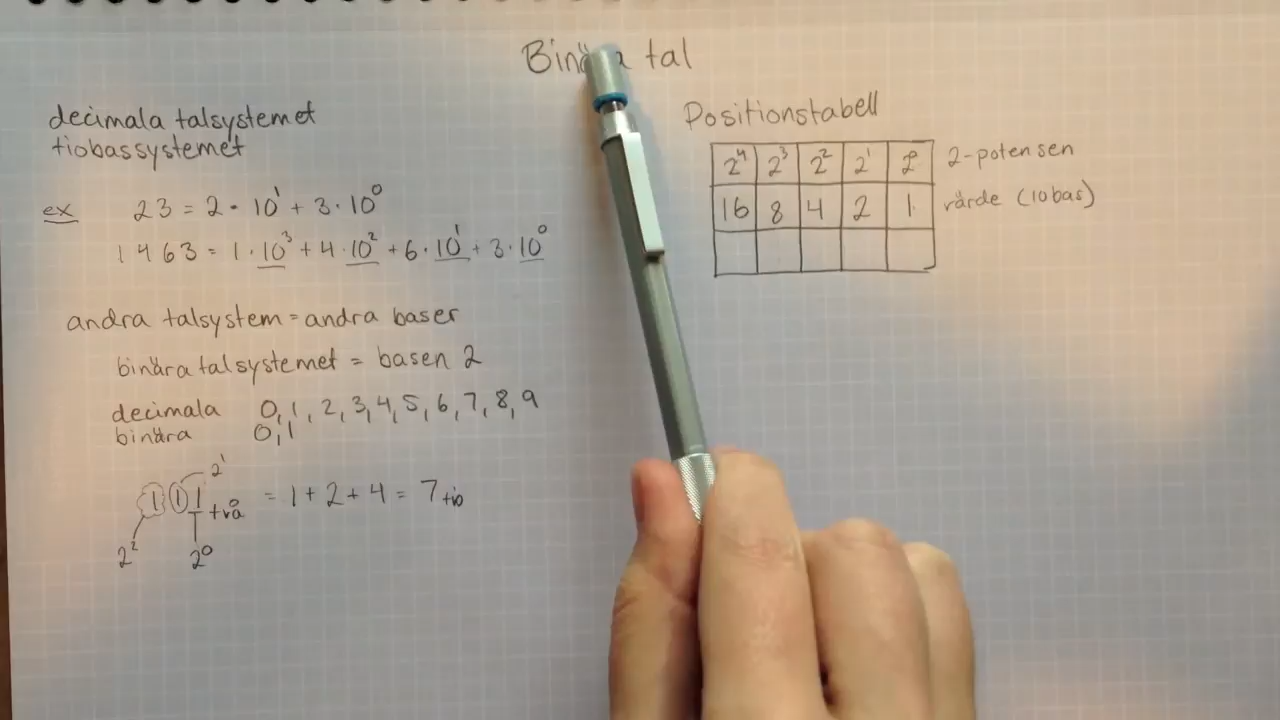 Binära tal
decimala talsystemet
tiobassystemet
ex 23 = 2 · 10¹ + 3 · 10⁰
1463 = 1 · 10³ + 4 · 10² + 6 · 10¹ + 3 · 10⁰
andra talsystem = andra baser
binära talsystemet = basen 2
decimala 0, 1, 2, 3, 4, 5, 6, 7, 8, 9
binära 0, 1
2¹
111 två = 1 + 2 + 4 = 7 tio
2² 2⁰
Positionstabell
2⁴ 2³ 2² 2¹ 2⁰ 2-potensen
16 8 4 2 1 värde (10bas)